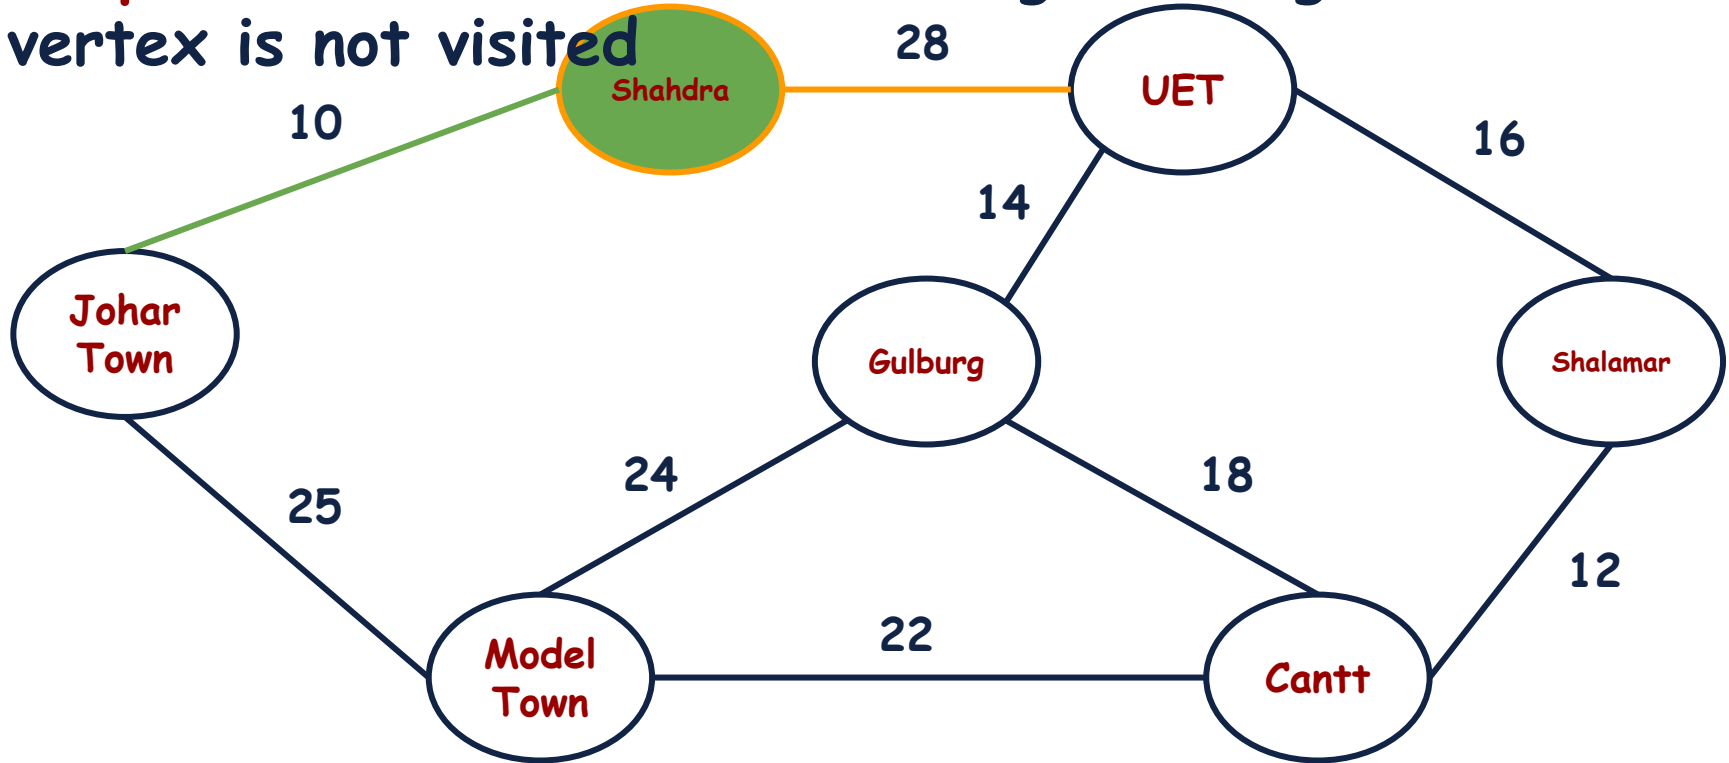 vertex is not visited
28
Shahdra
UET
10
16
14
Johar
Town
Gulburg
Shalamar
24
18
25
12
22
Model
Town
Cantt